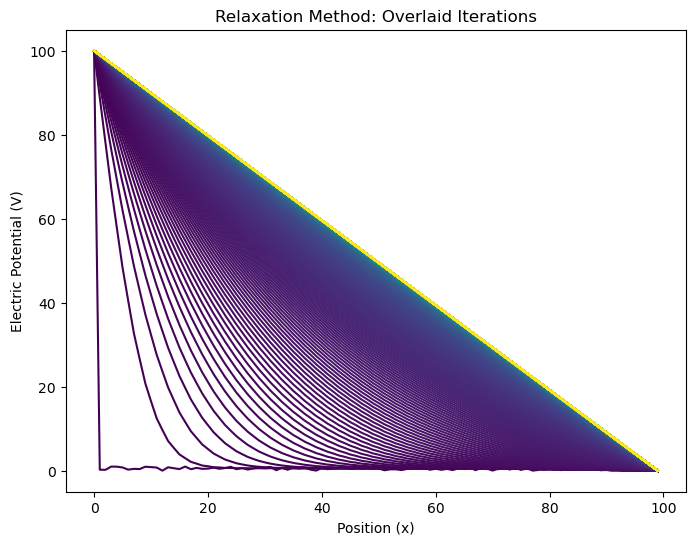 Relaxation Method: Overlaid Iterations
Electric Potential (V)
100
80
60
40
20
0
0 20 40 60 80 100
Position (x)